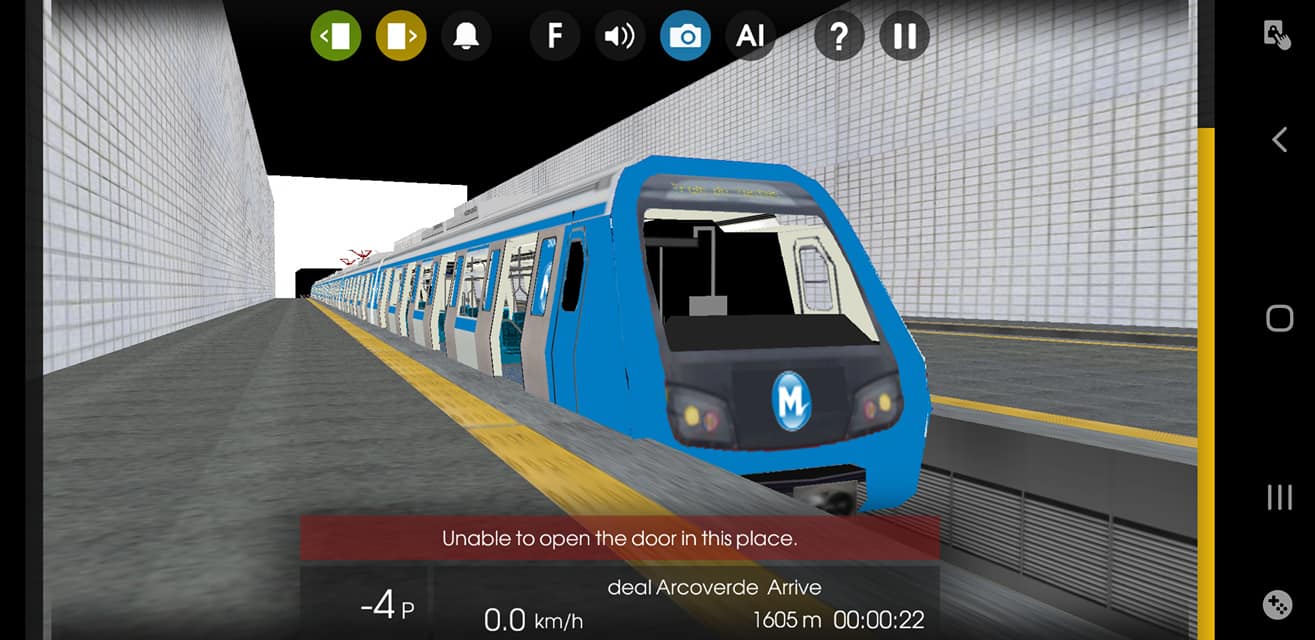 F
AI
?
M
Unable to open the door in this place.
deal Arcoverde Arrive
-4 P
0.0 km/h
1605 m 00:00:22